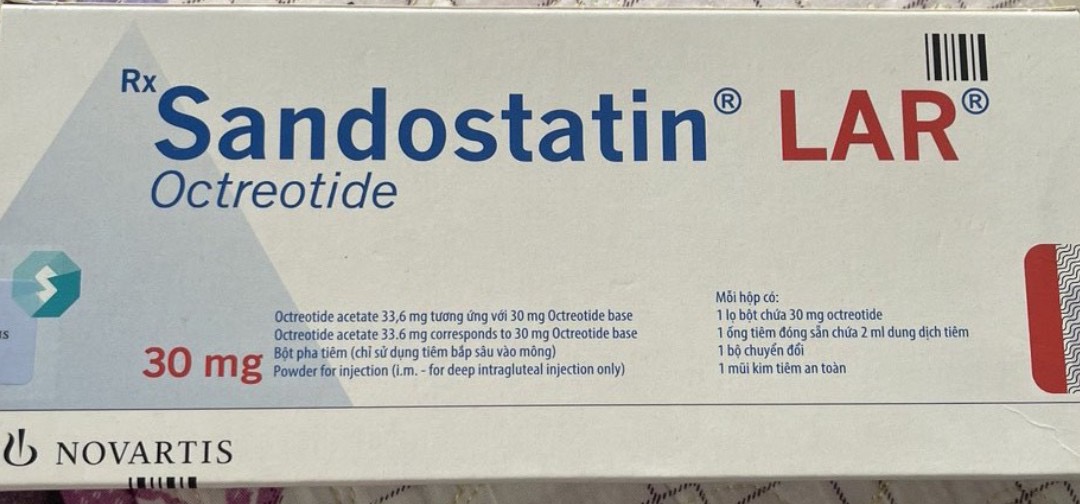 Rx
Sandostatin® LAR®
Octreotide
30 mg
Octreotide acetate 33,6 mg tương ứng với 30 mg Octreotide base
Octreotide acetate 33.6 mg corresponds to 30 mg Octreotide base
Bột pha tiêm (chỉ sử dụng tiêm bắp sâu vào mông)
Powder for injection (i.m. - for deep intragluteal injection only)
Mỗi hộp có:
1 lọ bột chứa 30 mg octreotide
1 ống tiêm đóng sẵn chứa 2 ml dung dịch tiêm
1 bộ chuyển đổi
1 mũi kim tiêm an toàn
NOVARTIS